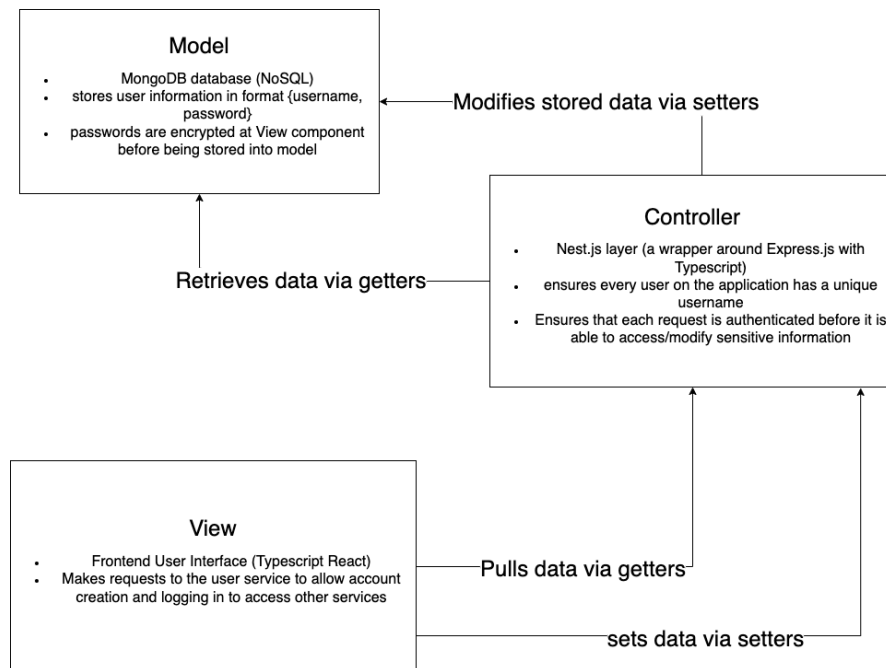 Model
MongoDB database (NoSQL)
stores user information in format {username,
password}
passwords are encrypted at View component
before being stored into model
Modifies stored data via setters
Controller
Nest.js layer (a wrapper around Express.js with
Typescript)
ensures every user on the application has a unique
username
Ensures that each request is authenticated before it is
able to access/modify sensitive information
Retrieves data via getters
View
Frontend User Interface (Typescript React)
Makes requests to the user service to allow account
creation and logging in to access other services
Pulls data via getters
sets data via setters